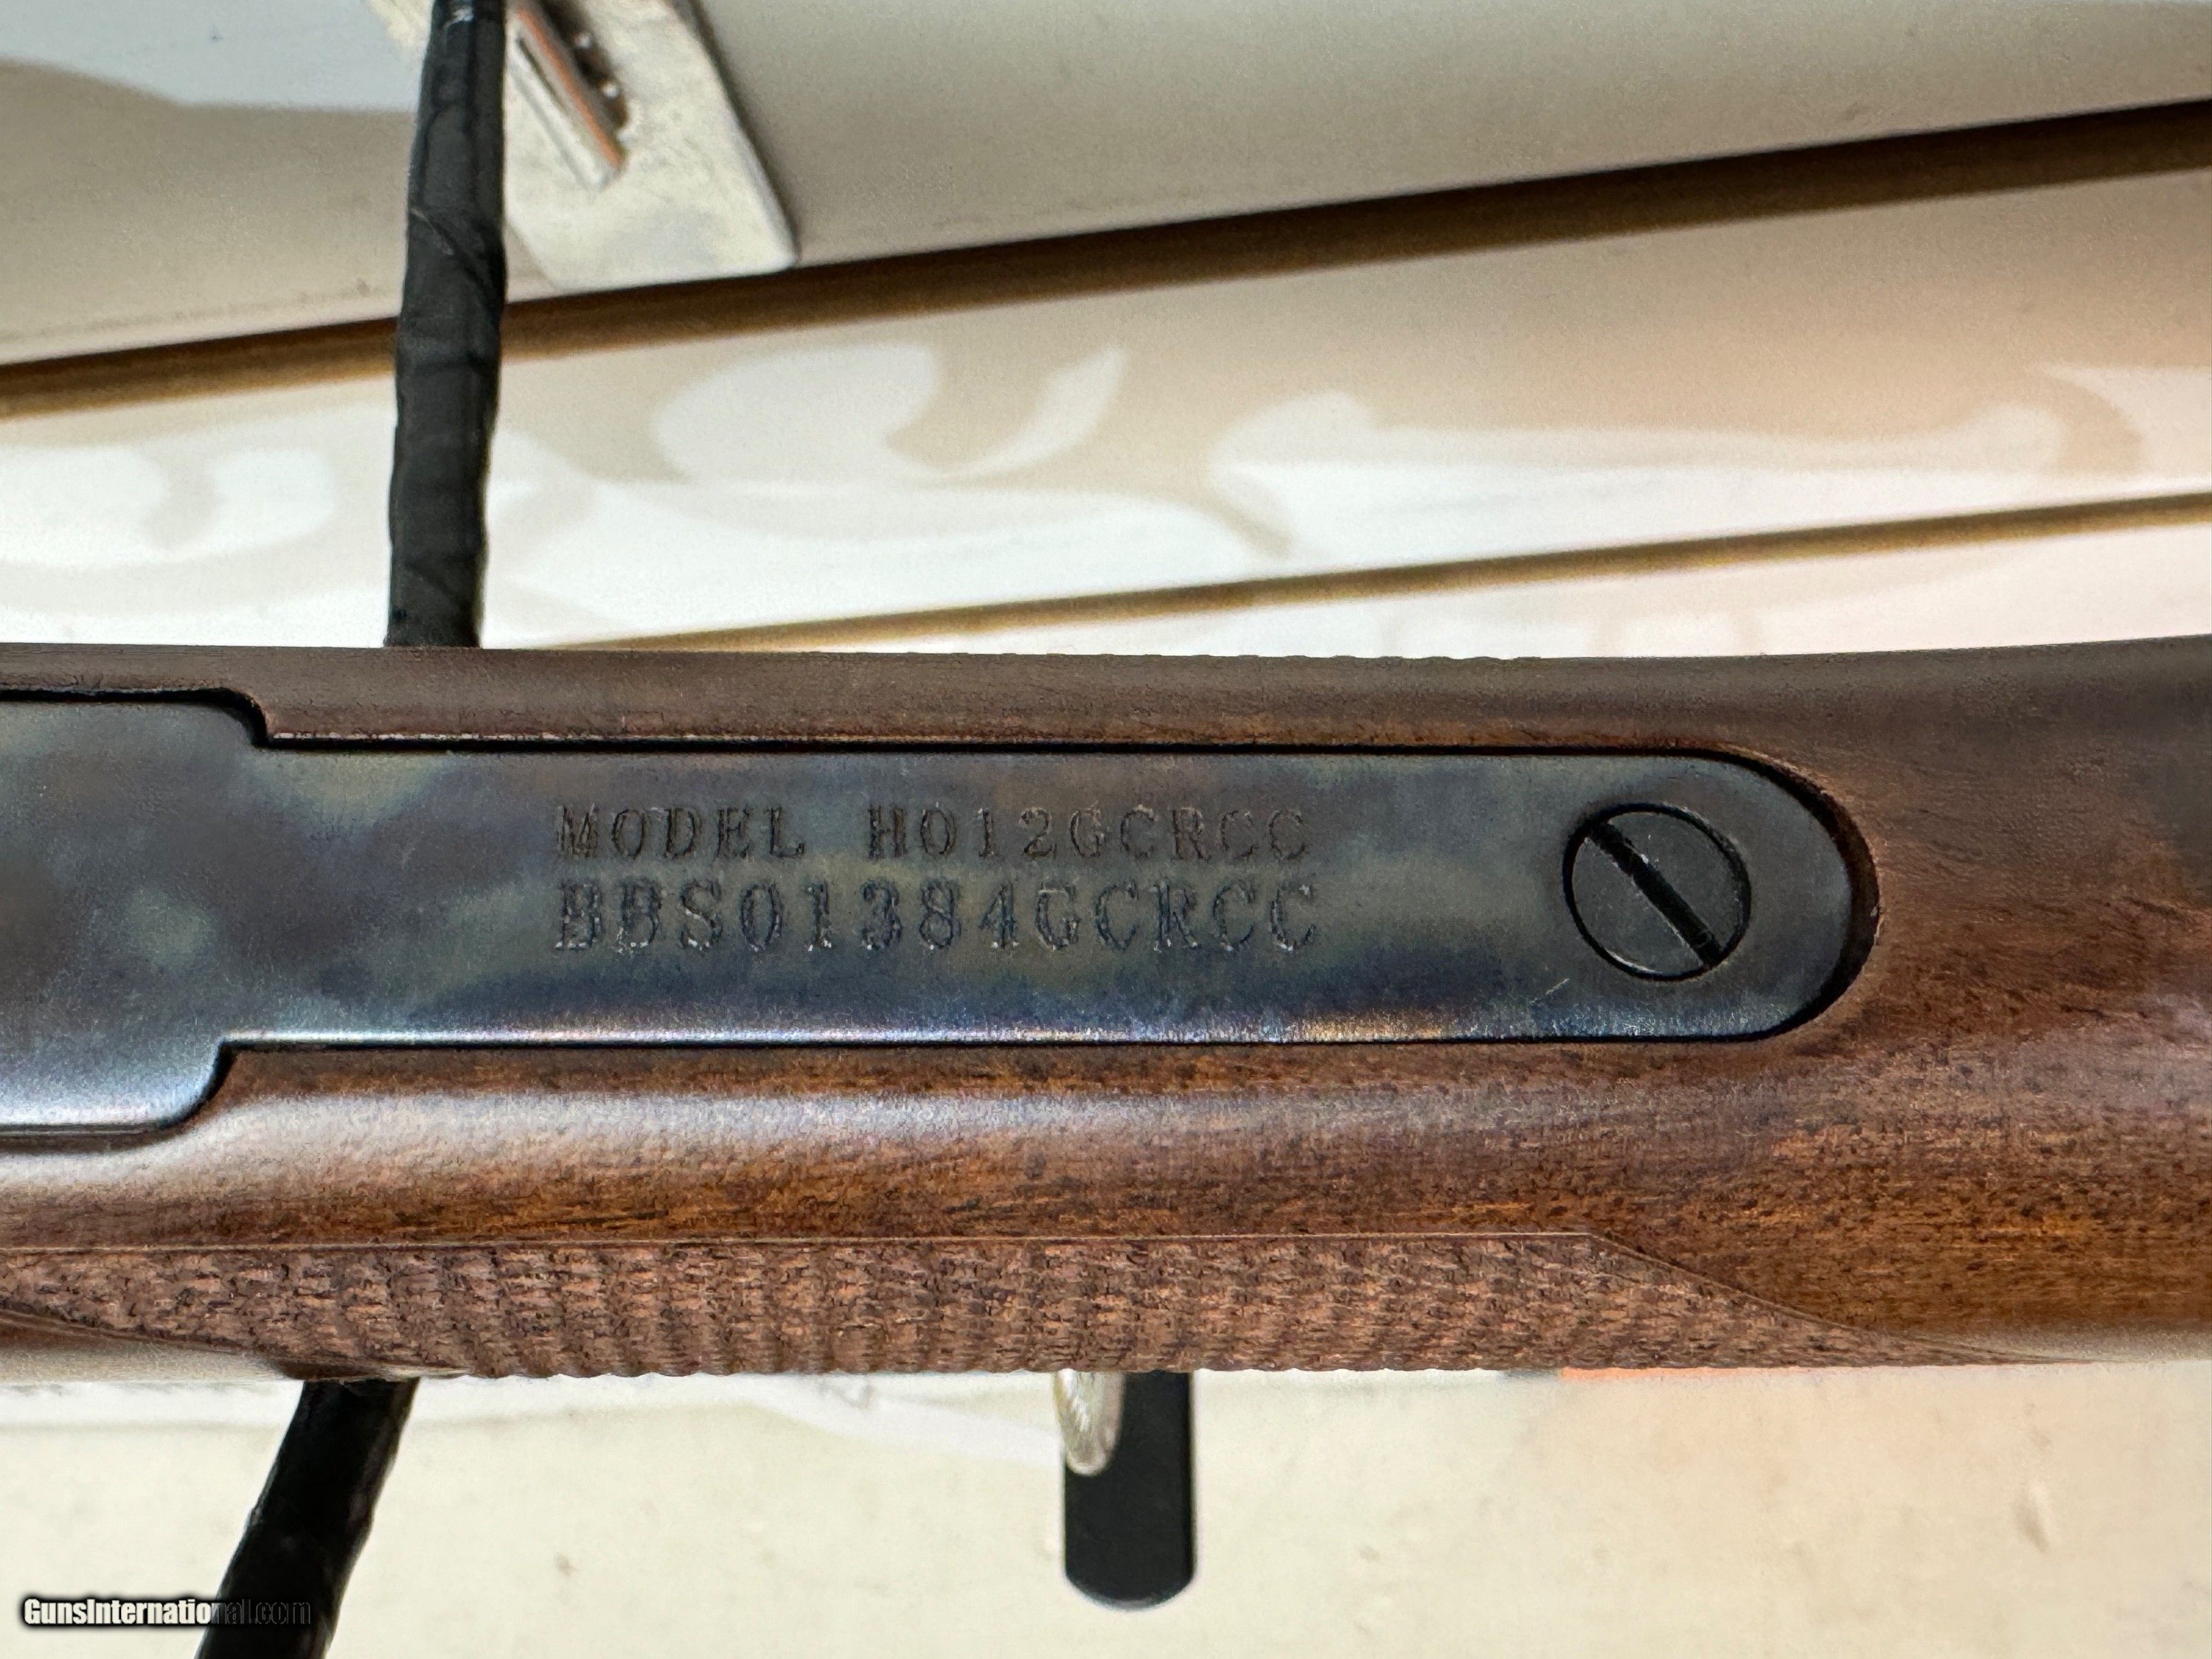 MODEL H012GCRCC
BBS01384GCRCC
GunsInternational.com